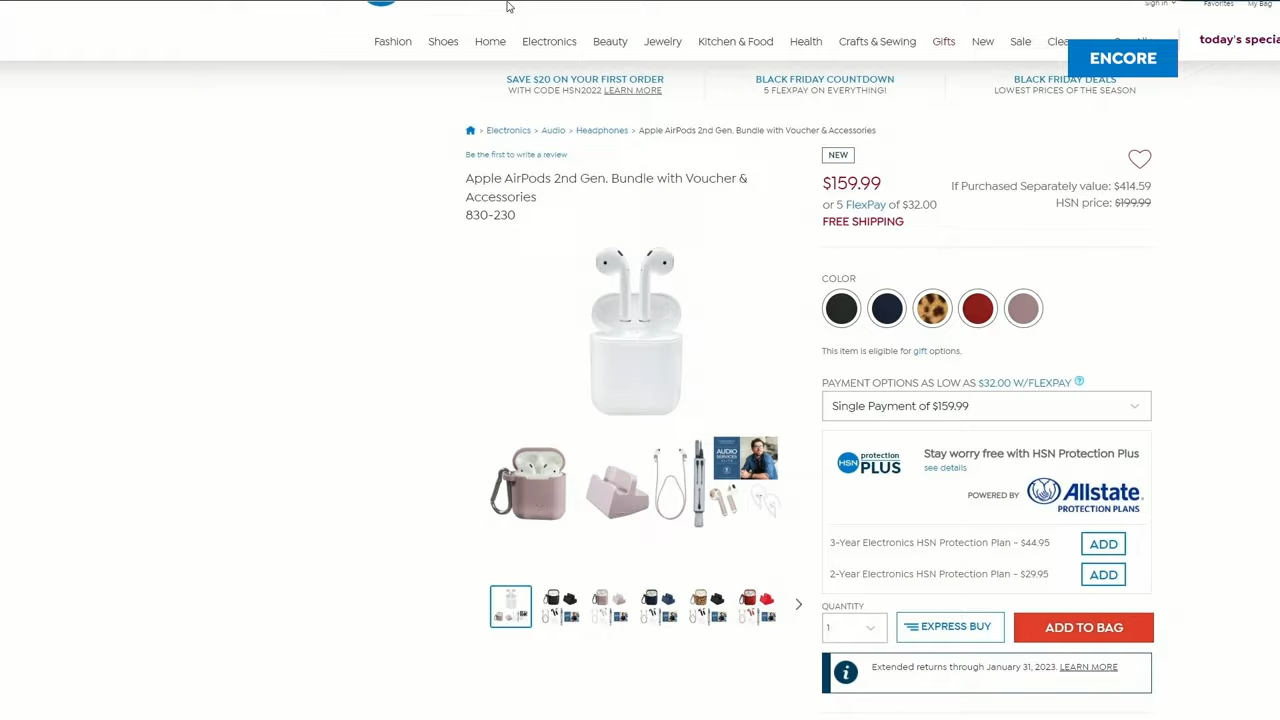 Sign In
Favorites
My Bag
Fashion
Shoes
Home
Electronics
Beauty
Jewelry
Kitchen & Food
Health
Crafts & Sewing
Gifts
New
Sale
today's specia
ENCORE
SAVE $20 ON YOUR FIRST ORDER
WITH CODE HSN2022 LEARN MORE
BLACK FRIDAY COUNTDOWN
5 FLEXPAY ON EVERYTHING!
BLACK FRIDAY DEALS
LOWEST PRICES OF THE SEASON
> Electronics > Audio > Headphones > Apple AirPods 2nd Gen. Bundle with Voucher & Accessories
Be the first to write a review
Apple AirPods 2nd Gen. Bundle with Voucher &
Accessories
830-230
AUDIO
SERVICES
NEW
$159.99
If Purchased Separately value: $414.59
or 5 FlexPay of $32.00
HSN price: $199.99
FREE SHIPPING
COLOR
This item is eligible for gift options.
PAYMENT OPTIONS AS LOW AS $32.00 W/FLEXPAY ?
Single Payment of $159.99
HSN protection PLUS
Stay worry free with HSN Protection Plus
see details
POWERED BY Allstate
PROTECTION PLANS
3-Year Electronics HSN Protection Plan - $44.95
ADD
2-Year Electronics HSN Protection Plan - $29.95
ADD
QUANTITY
1
EXPRESS BUY
ADD TO BAG
i
Extended returns through January 31, 2023. LEARN MORE